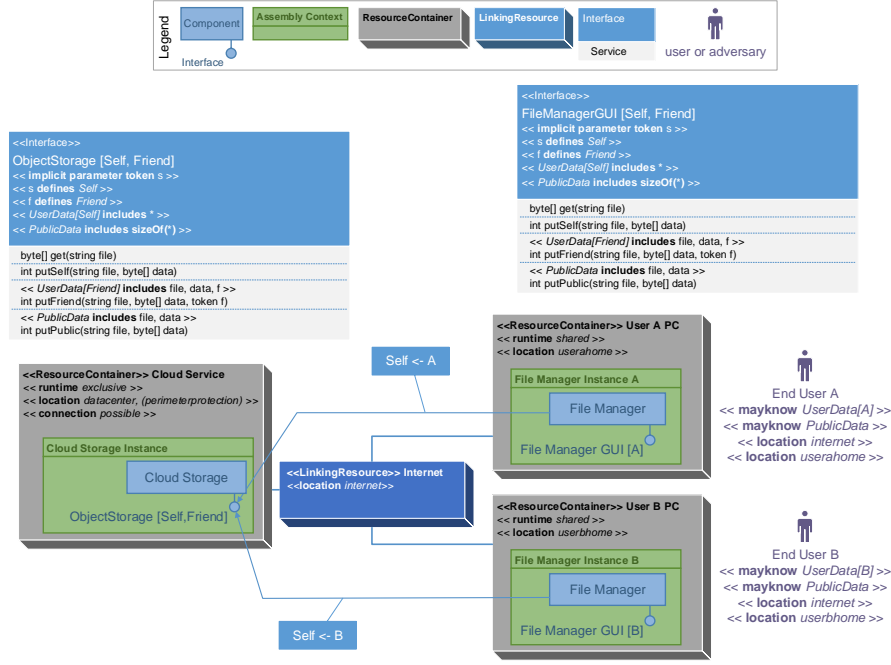 Legend
Component
Interface
Assembly Context
ResourceContainer
LinkingResource
Interface
Service
user or adversary
<<Interface>>
ObjectStorage [Self, Friend]
<< implicit parameter token s >>
<< s defines Self >>
<< f defines Friend >>
<< UserData[Self] includes * >>
<< PublicData includes sizeOf(*) >>
byte[] get(string file)
int putSelf(string file, byte[] data)
<< UserData[Friend] includes file, data, f >>
int putFriend(string file, byte[] data, token f)
<< PublicData includes file, data >>
int putPublic(string file, byte[] data)
<<Interface>>
FileManagerGUI [Self, Friend]
<< implicit parameter token s >>
<< s defines Self >>
<< f defines Friend >>
<< UserData[Self] includes * >>
<< PublicData includes sizeOf(*) >>
byte[] get(string file)
int putSelf(string file, byte[] data)
<< UserData[Friend] includes file, data, f >>
int putFriend(string file, byte[] data, token f)
<< PublicData includes file, data >>
int putPublic(string file, byte[] data)
<<ResourceContainer>> Cloud Service
<< runtime exclusive >>
<< location datacenter, (perimeterprotection) >>
<< connection possible >>
Cloud Storage Instance
Cloud Storage
ObjectStorage [Self,Friend]
Self <- A
<<LinkingResource>> Internet
<<location internet>>
Self <- B
<<ResourceContainer>> User A PC
<< runtime shared >>
<< location userahome >>
File Manager Instance A
File Manager
File Manager GUI [A]
End User A
<< mayknow UserData[A] >>
<< mayknow PublicData >>
<< location internet >>
<< location userahome >>
<<ResourceContainer>> User B PC
<< runtime shared >>
<< location userbhome >>
File Manager Instance B
File Manager
File Manager GUI [B]
End User B
<< mayknow UserData[B] >>
<< mayknow PublicData >>
<< location internet >>
<< location userbhome >>